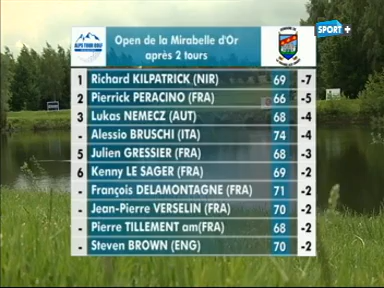 SPORT+
ALPS TOUR GOLF
Open de la Mirabelle d'Or
après 2 tours
1 Richard KILPATRICK (NIR) 69 -7
2 Pierrick PERACINO (FRA) 66 -5
3 Lukas NEMECZ (AUT) 68 -4
- Alessio BRUSCHI (ITA) 74 -4
5 Julien GRESSIER (FRA) 68 -3
6 Kenny LE SAGER (FRA) 69 -2
- François DELAMONTAGNE (FRA) 71 -2
- Jean-Pierre VERSELIN (FRA) 70 -2
- Pierre TILLEMENT am(FRA) 68 -2
- Steven BROWN (ENG) 70 -2